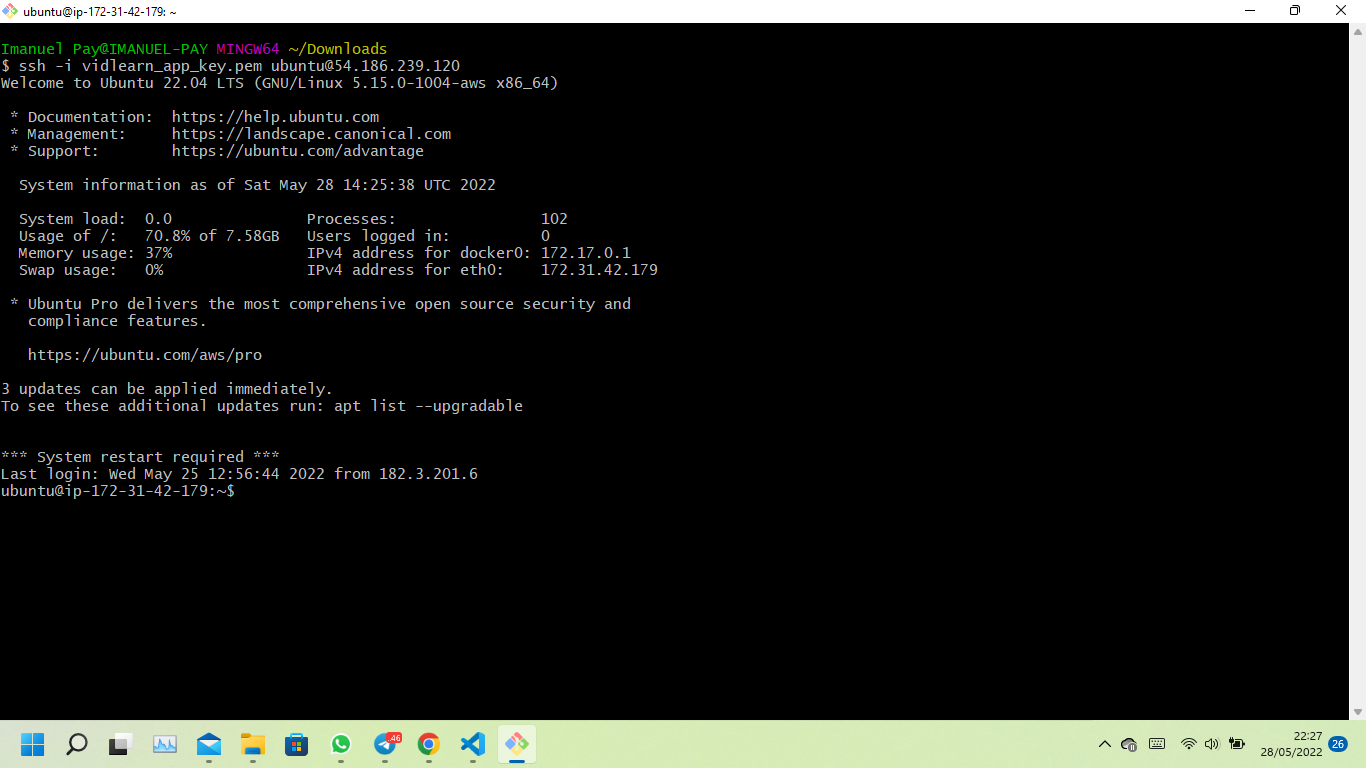 ubuntu@ip-172-31-42-179: ~
Imanuel Pay@IMANUEL-PAY MINGW64 ~/Downloads
$ ssh -i vidlearn_app_key.pem ubuntu@54.186.239.120
Welcome to Ubuntu 22.04 LTS (GNU/Linux 5.15.0-1004-aws x86_64)
* Documentation: https://help.ubuntu.com
* Management: https://landscape.canonical.com
* Support: https://ubuntu.com/advantage
System information as of Sat May 28 14:25:38 UTC 2022
System load: 0.0 Processes: 102
Usage of /: 70.8% of 7.58GB Users logged in: 0
Memory usage: 37% IPv4 address for docker0: 172.17.0.1
Swap usage: 0% IPv4 address for eth0: 172.31.42.179
* Ubuntu Pro delivers the most comprehensive open source security and
compliance features.
https://ubuntu.com/aws/pro
3 updates can be applied immediately.
To see these additional updates run: apt list --upgradable
*** System restart required ***
Last login: Wed May 25 12:56:44 2022 from 182.3.201.6
ubuntu@ip-172-31-42-179:~$
..46
22:27
28/05/2022
26